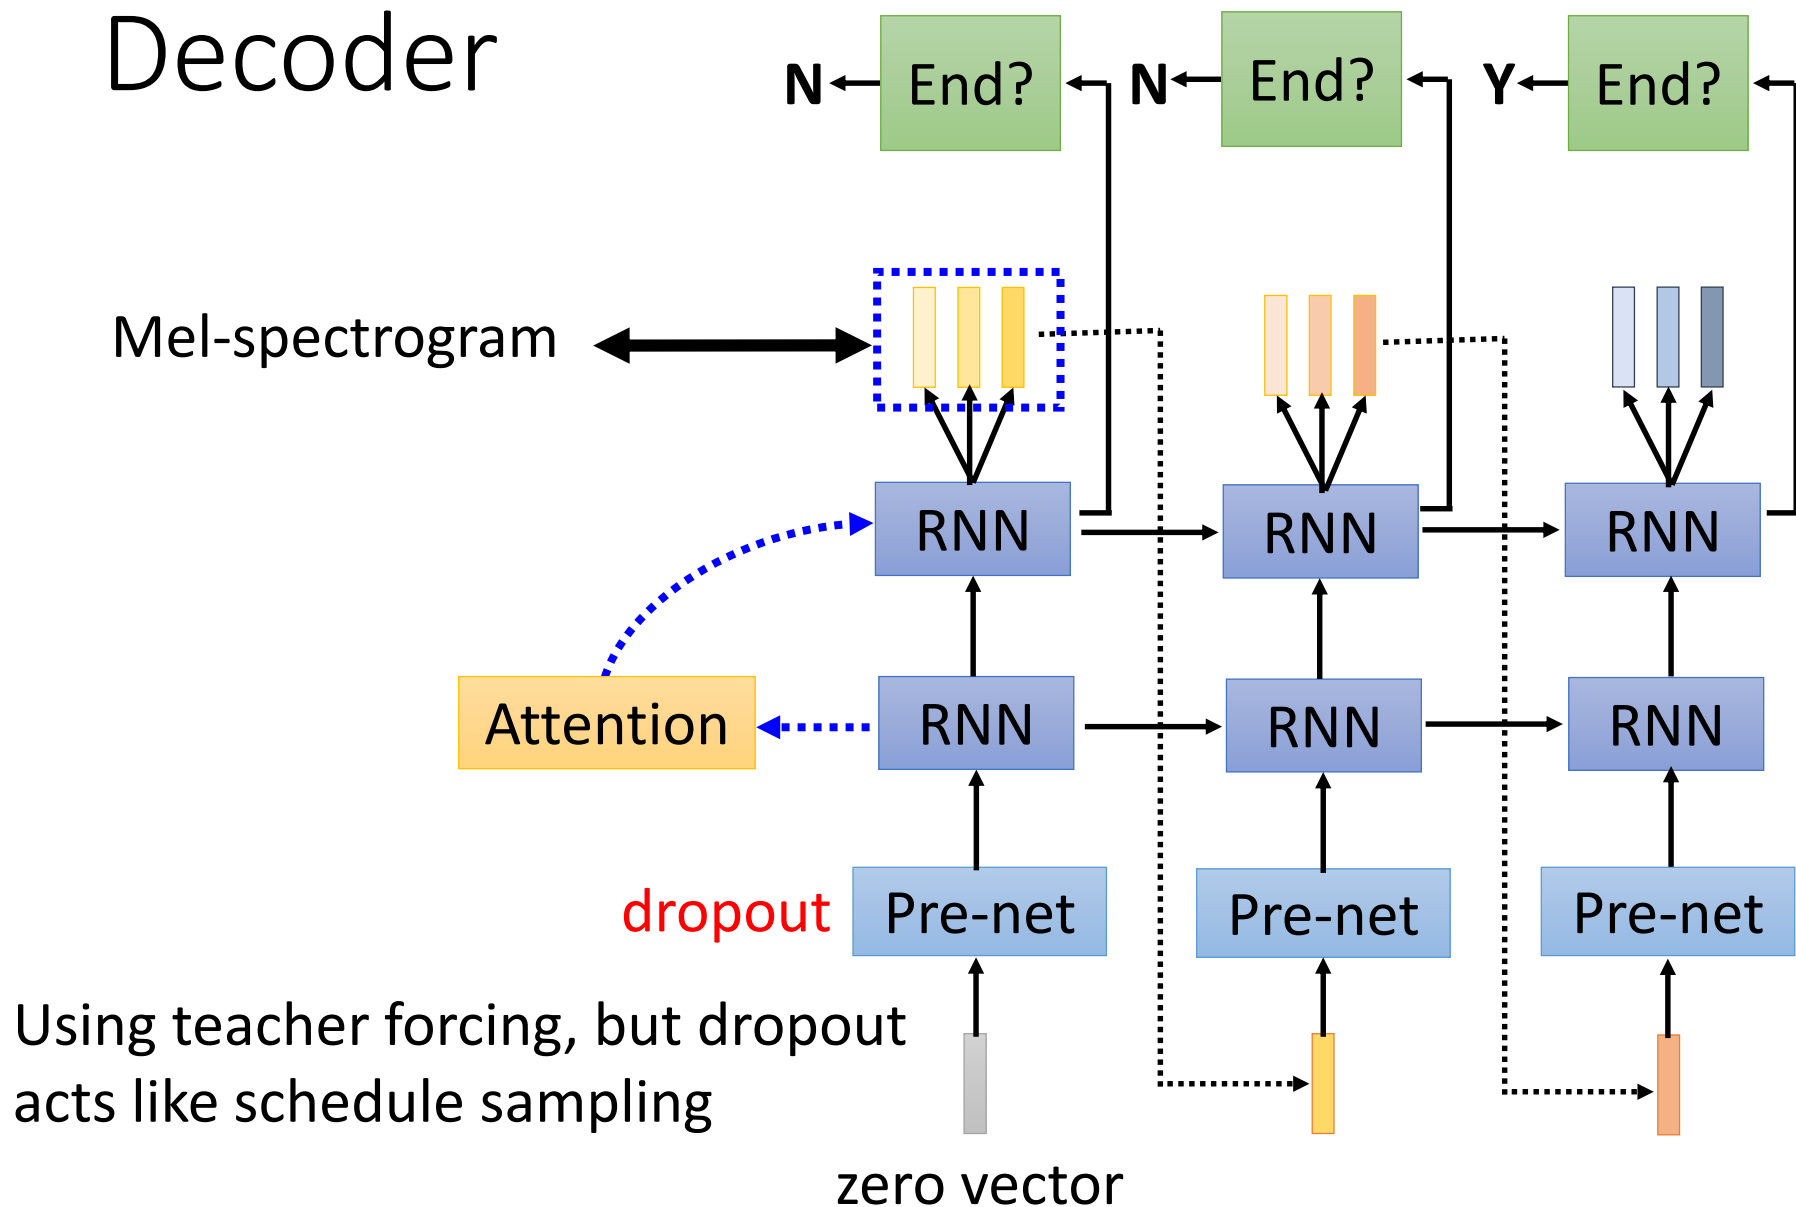 Decoder
N End? N End? Y End?
Mel-spectrogram
RNN RNN RNN
Attention RNN RNN RNN
dropout Pre-net Pre-net Pre-net
Using teacher forcing, but dropout
acts like schedule sampling
zero vector